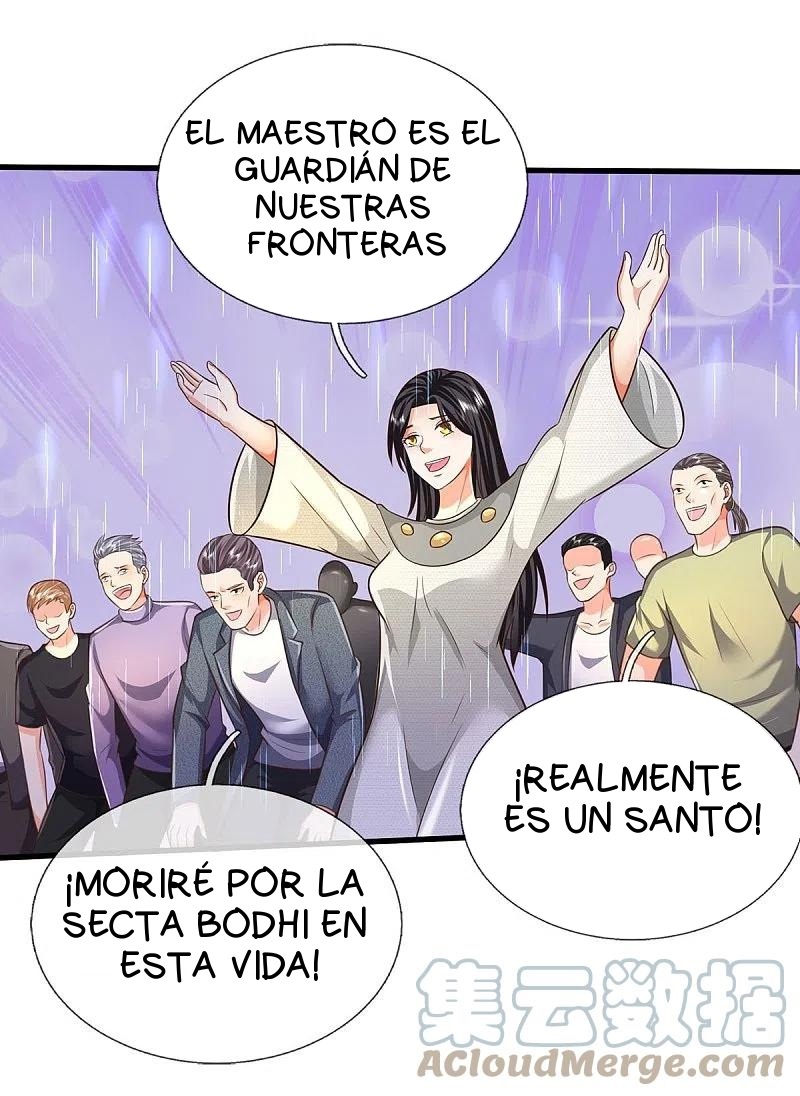 EL MAESTRO ES EL
GUARDIÁN DE
NUESTRAS
FRONTERAS
¡REALMENTE
ES UN SANTO!
¡MORIRÉ POR LA
SECTA BODHI EN
ESTA VIDA!
集云数据
ACloudMerge.com